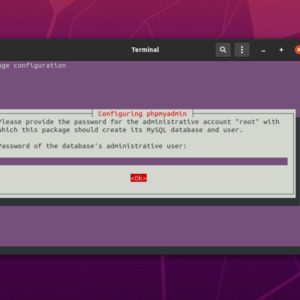 Terminal
age configuration
Configuring phpmyadmin
Please provide the password for the administrative account "root" with
which this package should create its MySQL database and user.
Password of the database's administrative user:
<Ok>